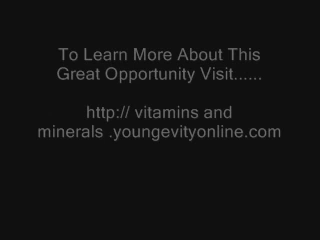 To Learn More About This
Great Opportunity Visit......
http:// vitamins and
minerals .youngevityonline.com